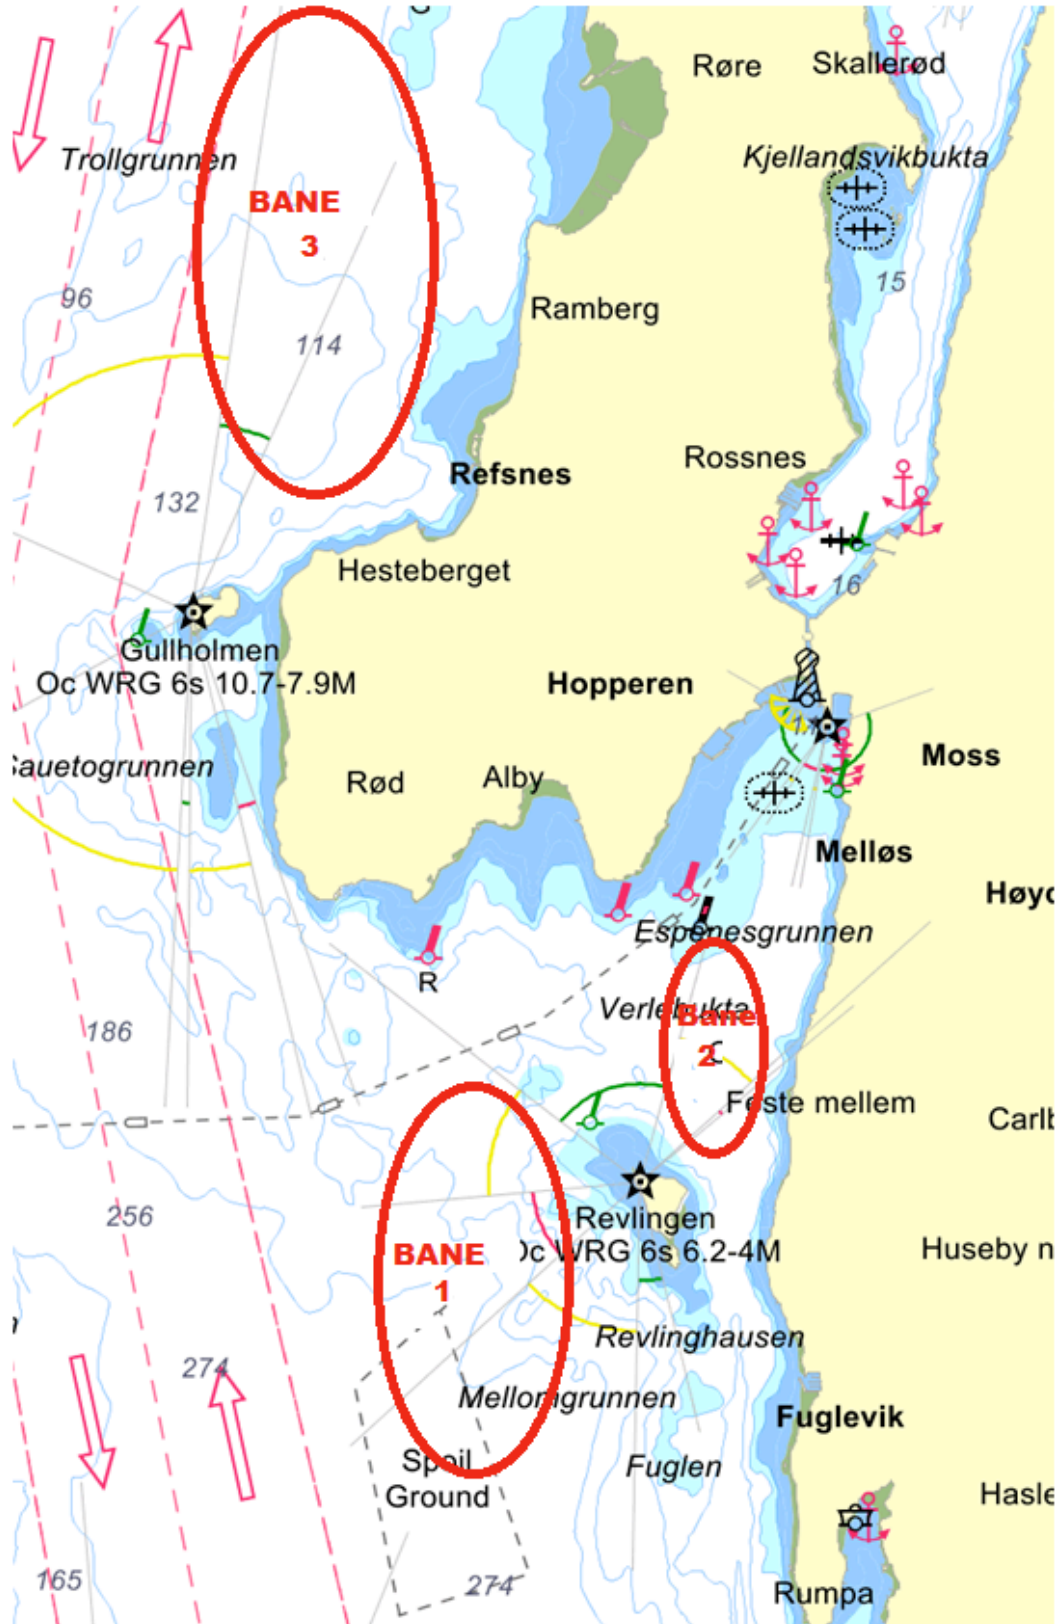 Røre
Skallerød
Trollgrunnen
Kjellandsvikbukta
BANE
3
15
96
Ramberg
114
Rossnes
Refsnes
132
Hesteberget
16
Gullholmen
Oc WRG 6s 10.7-7.9M
Hopperen
Moss
Sauetogrunnen
Rød
Alby
Melløs
Espenesgrunnen
R
Verlebukta
Bane
2
186
Feste mellem
256
Revlingen
Oc WRG 6s 6.2-4M
BANE
1
Huseby n
Revlinghausen
274
Mellomgrunnen
Fuglevik
Spoil
Ground
Fuglen
165
274
Rumpa